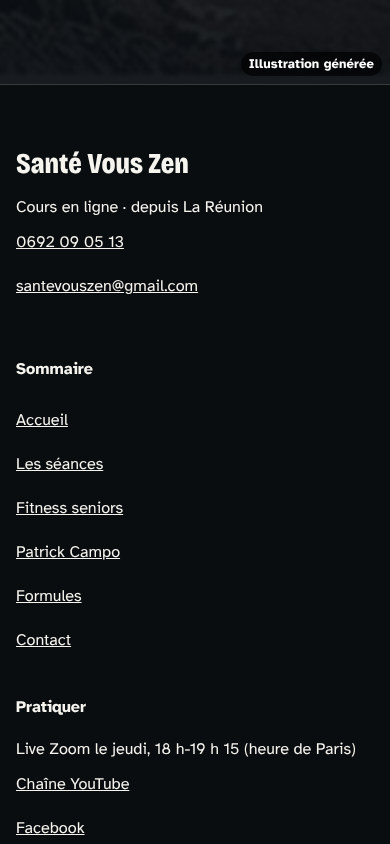 Illustration générée
Santé Vous Zen
Cours en ligne · depuis La Réunion
0692 09 05 13
santevouszen@gmail.com
Sommaire
Accueil
Les séances
Fitness seniors
Patrick Campo
Formules
Contact
Pratiquer
Live Zoom le jeudi, 18 h-19 h 15 (heure de Paris)
Chaîne YouTube
Facebook